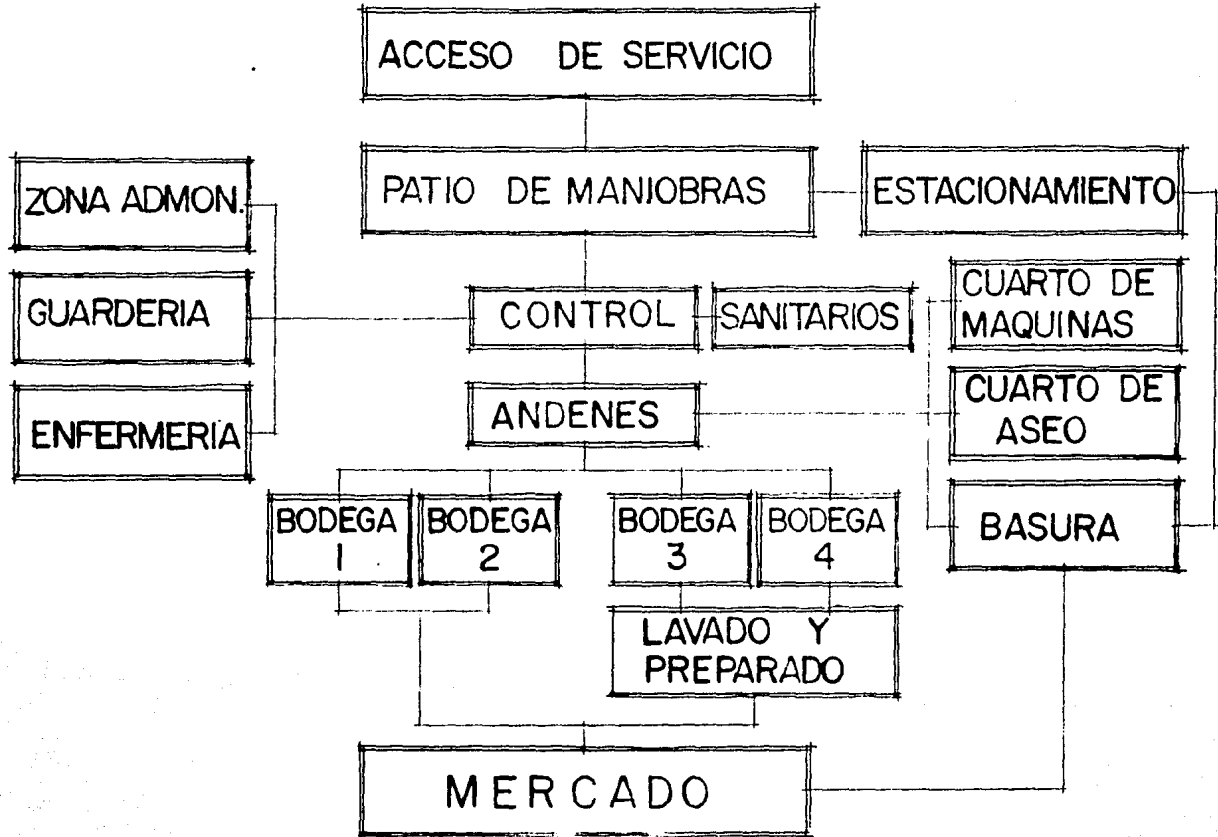 ACCESO DE SERVICIO
ZONA ADMON.
PATIO DE MANIOBRAS
ESTACIONAMIENTO
GUARDERIA
CONTROL
SANITARIOS
CUARTO DE
MAQUINAS
ENFERMERIA
ANDENES
CUARTO DE
ASEO
BODEGA
1
BODEGA
2
BODEGA
3
BODEGA
4
BASURA
LAVADO Y
PREPARADO
MERCADO